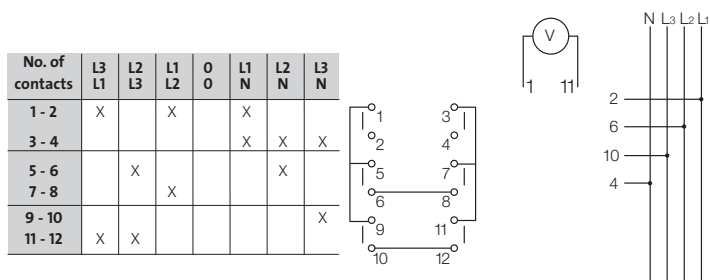 No. of contacts L3 L1 L2 L3 L1 L2 0 0 L1 N L2 N L3 N
1 - 2 X X X
3 - 4 X X X
5 - 6 X X
7 - 8 X
9 - 10 X
11 - 12 X X
1 3
2 4
5 7
6 8
9 11
10 12
V
1 11
N L3 L2 L1
2
6
10
4